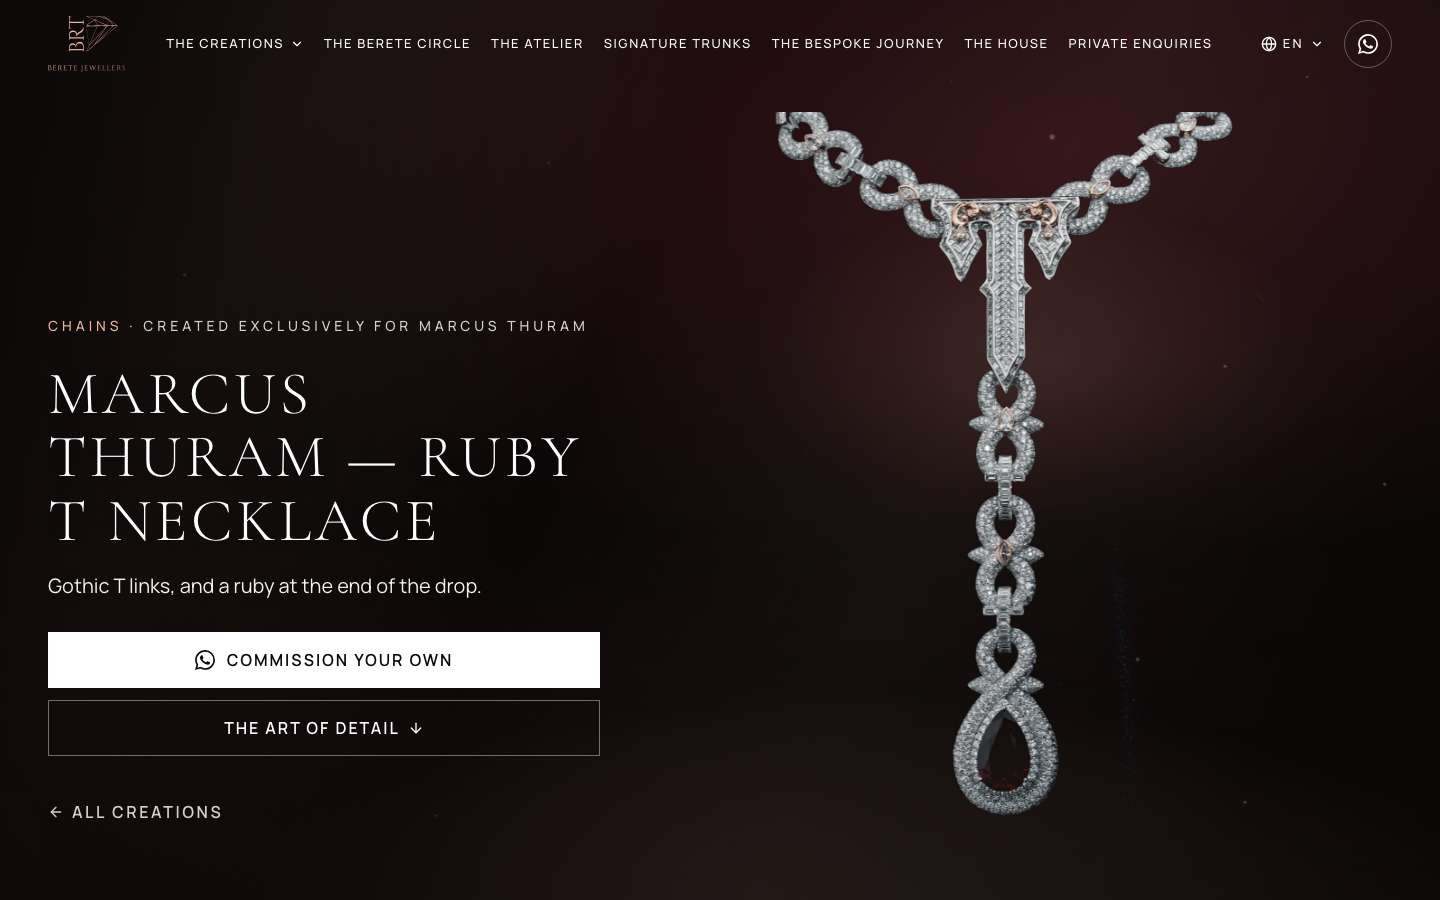 BRT
BERETE JEWELLERS
THE CREATIONS
THE BERETE CIRCLE
THE ATELIER
SIGNATURE TRUNKS
THE BESPOKE JOURNEY
THE HOUSE
PRIVATE ENQUIRIES
EN
CHAINS · CREATED EXCLUSIVELY FOR MARCUS THURAM
MARCUS
THURAM — RUBY
T NECKLACE
Gothic T links, and a ruby at the end of the drop.
COMMISSION YOUR OWN
THE ART OF DETAIL ↓
← ALL CREATIONS